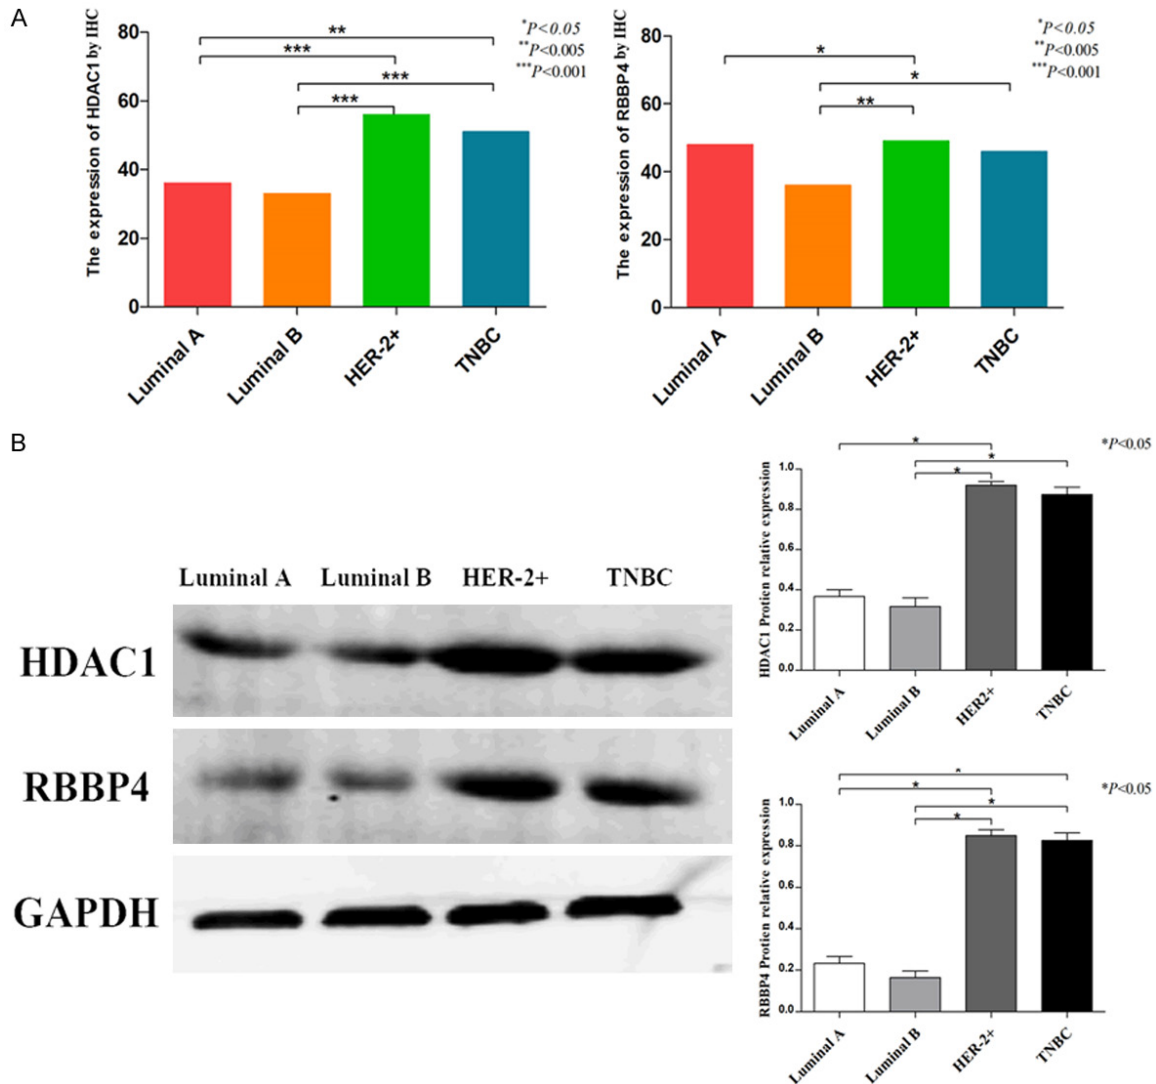 A
The expression of HDAC1 by IHC
80
60
40
20
0
**
***
***
***
*P<0.05
**P<0.005
***P<0.001
Luminal A
Luminal B
HER-2+
TNBC
The expression of RBBP4 by IHC
80
60
40
20
0
*
*
**
*P<0.05
**P<0.005
***P<0.001
Luminal A
Luminal B
HER-2+
TNBC
B
Luminal A Luminal B HER-2+ TNBC
HDAC1
RBBP4
GAPDH
HDAC1 Protien relative expression
1.0
0.8
0.6
0.4
0.2
0.0
*
*
*
*P<0.05
Luminal A
Luminal B
HER2+
TNBC
RBBP4 Protien relative expression
1.0
0.8
0.6
0.4
0.2
0.0
*
*
*
*
*P<0.05
Luminal A
Luminal B
HER-2+
TNBC